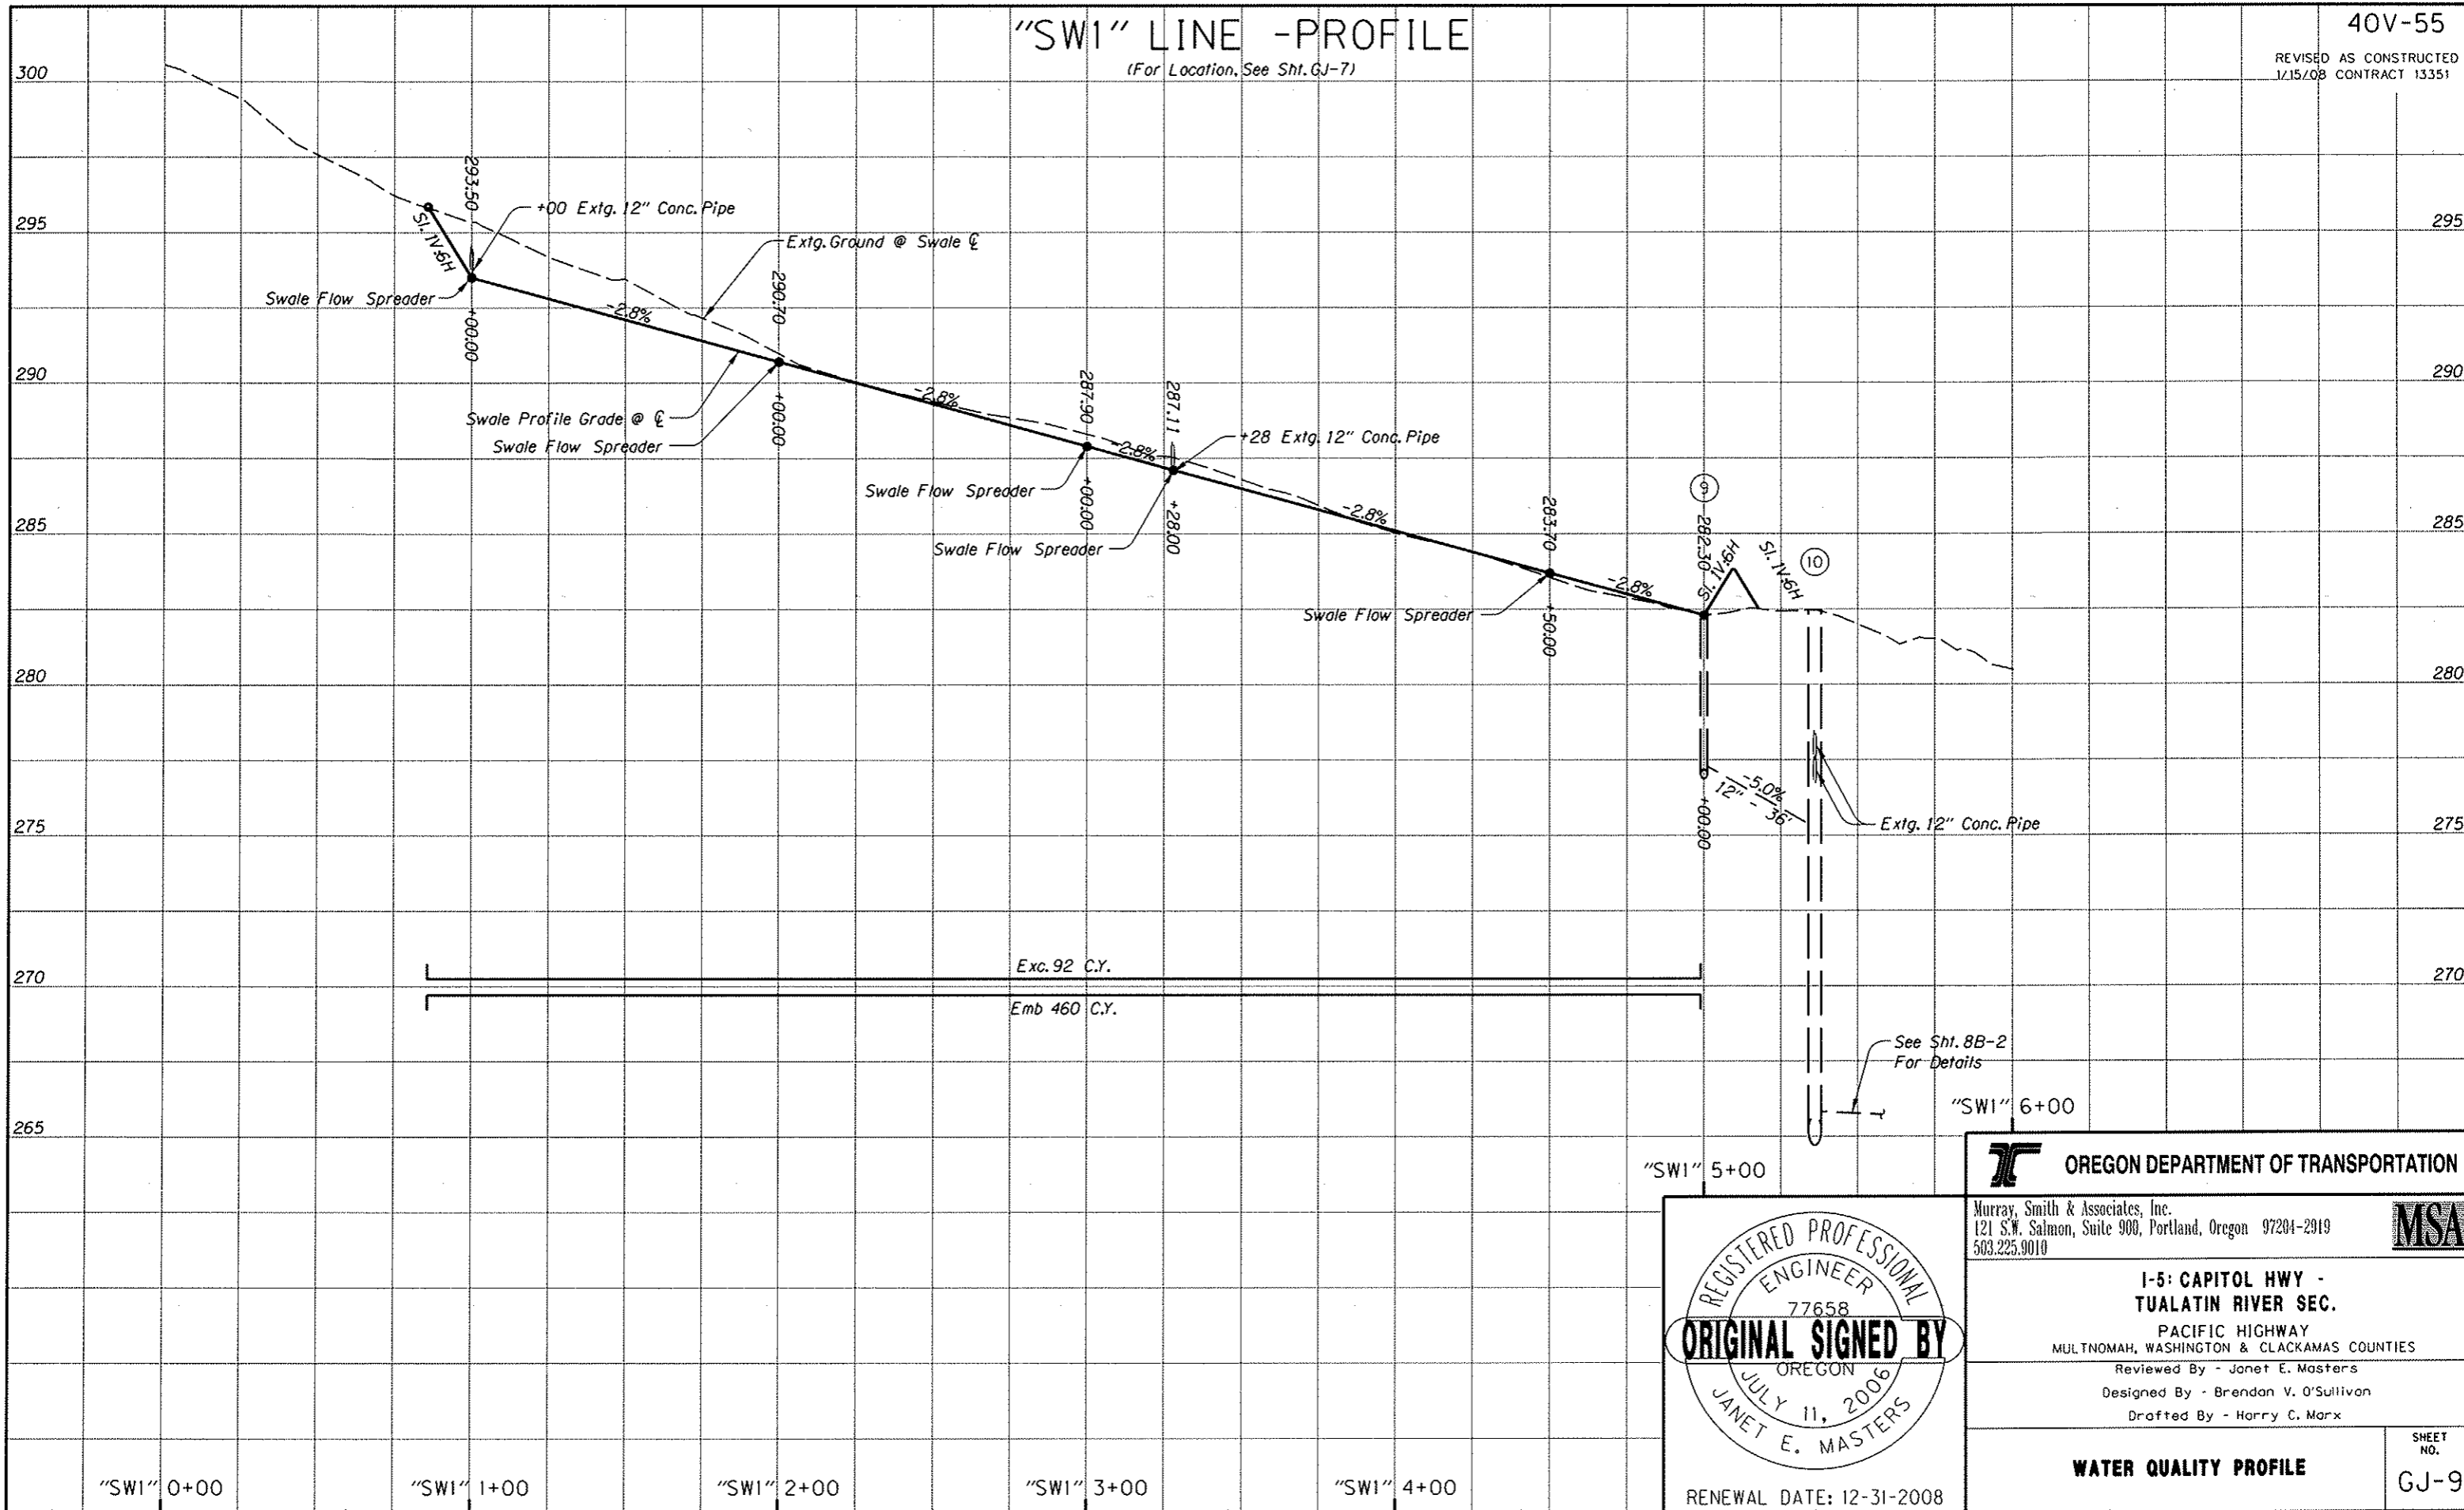 "SW1" LINE -PROFILE
(For Location, See Sht. GJ-7)
40V-55
REVISED AS CONSTRUCTED
1/15/08 CONTRACT 13351
300
295
290
285
280
275
270
265
295
290
285
280
275
270
Sl. 1V:6H
293.50
+00 Extg. 12" Conc. Pipe
Swale Flow Spreader
+00.00
-2.8%
Extg. Ground @ Swale ℄
290.70
Swale Profile Grade @ ℄
Swale Flow Spreader
+00.00
-2.8%
287.90
Swale Flow Spreader
+00.00
-2.8%
287.11
+28 Extg. 12" Conc. Pipe
Swale Flow Spreader
+28.00
-2.8%
283.70
Swale Flow Spreader
+50.00
-2.8%
9
282.30
Sl. 1V:6H
Sl. 1V:6H
10
-5.0%
12" - 36'
+00.00
Extg. 12" Conc. Pipe
Exc. 92 C.Y.
Emb 460 C.Y.
See Sht. 8B-2
For Details
"SW1" 6+00
"SW1" 5+00
"SW1" 0+00
"SW1" 1+00
"SW1" 2+00
"SW1" 3+00
"SW1" 4+00
REGISTERED PROFESSIONAL
ENGINEER
77658
ORIGINAL SIGNED BY
OREGON
JULY 11, 2006
JANET E. MASTERS
RENEWAL DATE: 12-31-2008
OREGON DEPARTMENT OF TRANSPORTATION
Murray, Smith & Associates, Inc.
121 S.W. Salmon, Suite 900, Portland, Oregon 97204-2919
503.225.9010
MSA
I-5: CAPITOL HWY -
TUALATIN RIVER SEC.
PACIFIC HIGHWAY
MULTNOMAH, WASHINGTON & CLACKAMAS COUNTIES
Reviewed By - Janet E. Masters
Designed By - Brendan V. O'Sullivan
Drafted By - Harry C. Marx
WATER QUALITY PROFILE
SHEET
NO.
GJ-9